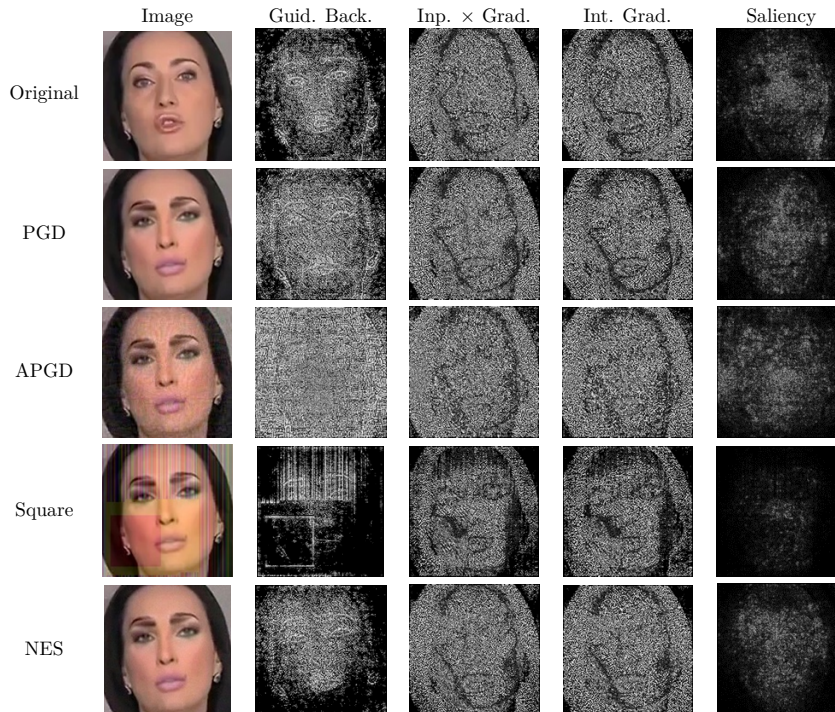 Image Guid. Back. Inp. × Grad. Int. Grad. Saliency
Original
PGD
APGD
Square
NES